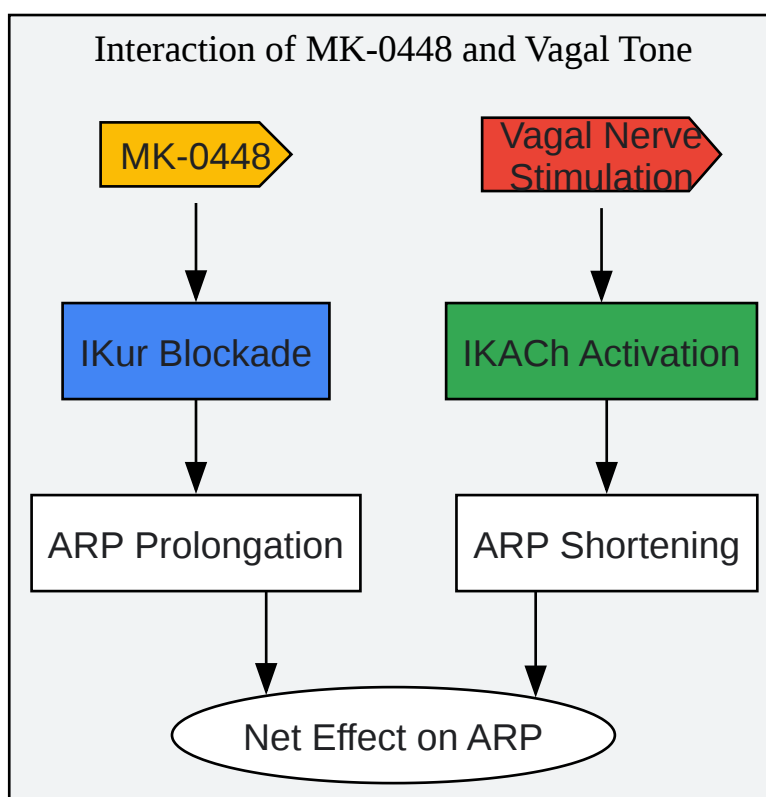 Interaction of MK-0448 and Vagal Tone
MK-0448
Vagal Nerve
Stimulation
IKur Blockade
IKACh Activation
ARP Prolongation
ARP Shortening
Net Effect on ARP